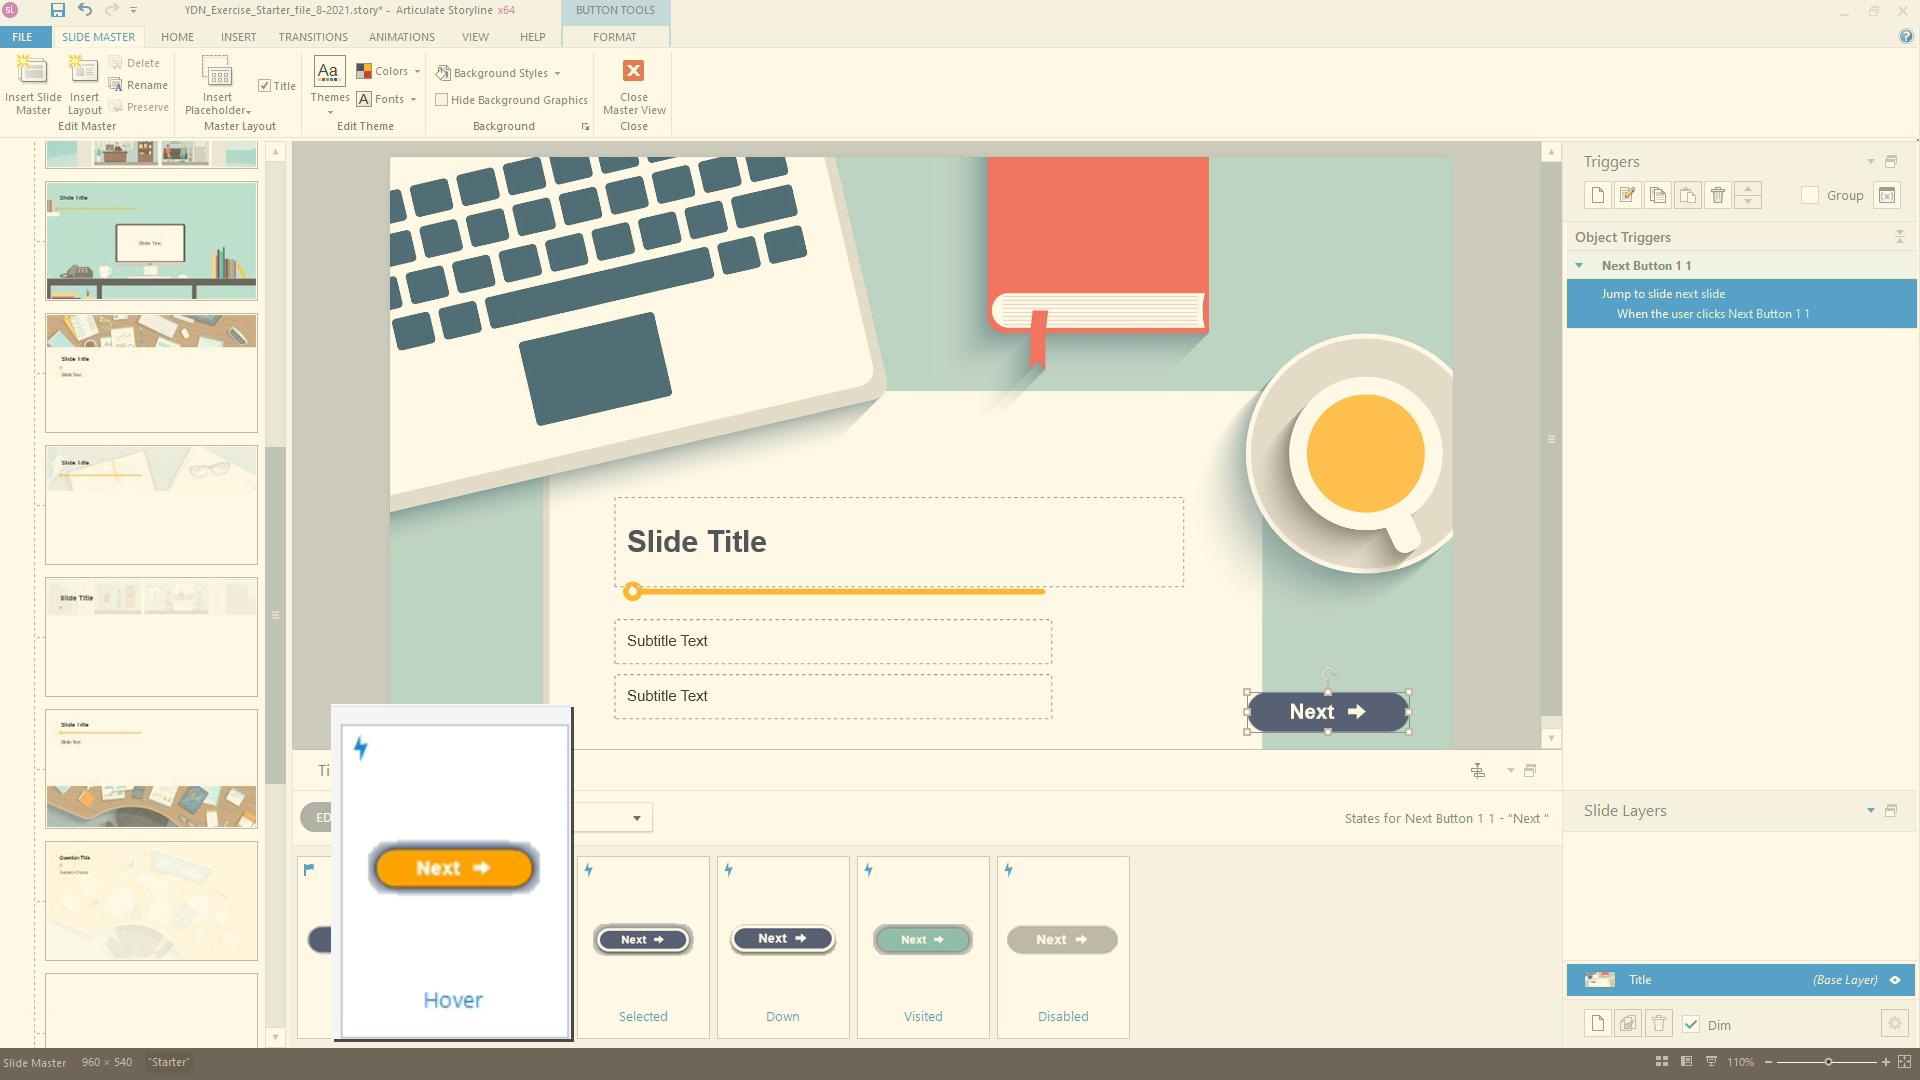 YDN_Exercise_Starter_file_8-2021.story* - Articulate Storyline x64
BUTTON TOOLS
FILE
SLIDE MASTER
HOME
INSERT
TRANSITIONS
ANIMATIONS
VIEW
HELP
FORMAT
Insert Slide Master
Insert Layout
Delete
Rename
Preserve
Edit Master
Insert Placeholder
Title
Master Layout
Aa
Themes
Colors
Fonts
Edit Theme
Background Styles
Hide Background Graphics
Background
Close Master View
Close
Slide Title
Slide Text
Slide Title
Slide Text
Slide Title
Slide Title
Slide Title
Slide Text
Question Title
Slide Title
Subtitle Text
Subtitle Text
Next
Triggers
Group
Object Triggers
Next Button 1 1
Jump to slide next slide
When the user clicks Next Button 1 1
Ti
ED
States for Next Button 1 1 - "Next "
Next
Hover
Next
Selected
Next
Down
Next
Visited
Next
Disabled
Slide Layers
Title
(Base Layer)
Dim
Slide Master
960 × 540
"Starter"
110%